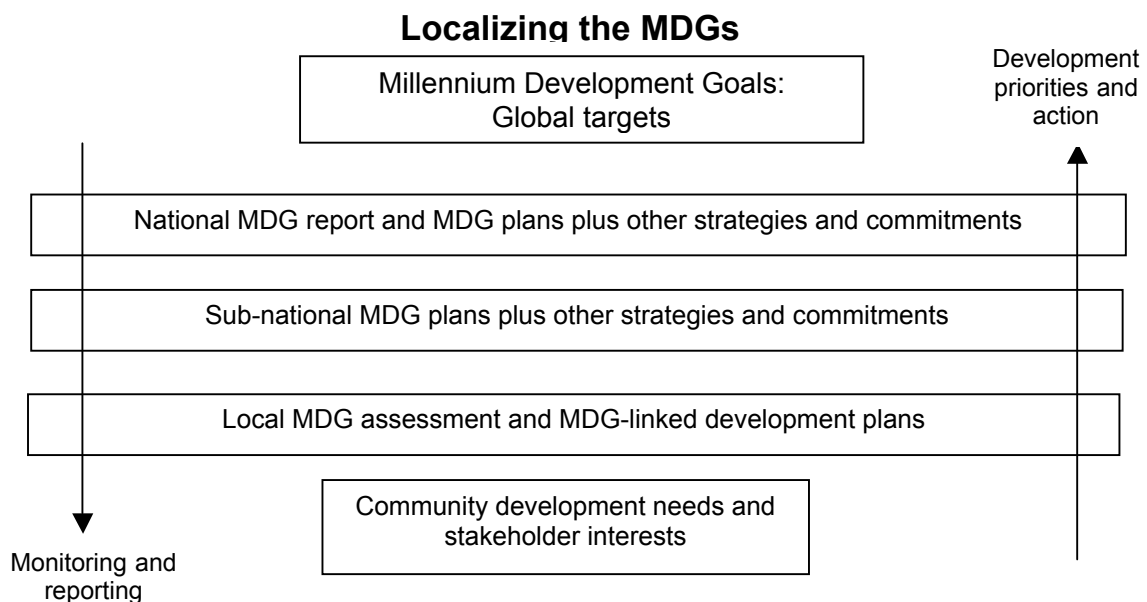 Localizing the MDGs
Millennium Development Goals:
Global targets
Development
priorities and
action
National MDG report and MDG plans plus other strategies and commitments
Sub-national MDG plans plus other strategies and commitments
Local MDG assessment and MDG-linked development plans
Community development needs and
stakeholder interests
Monitoring and
reporting